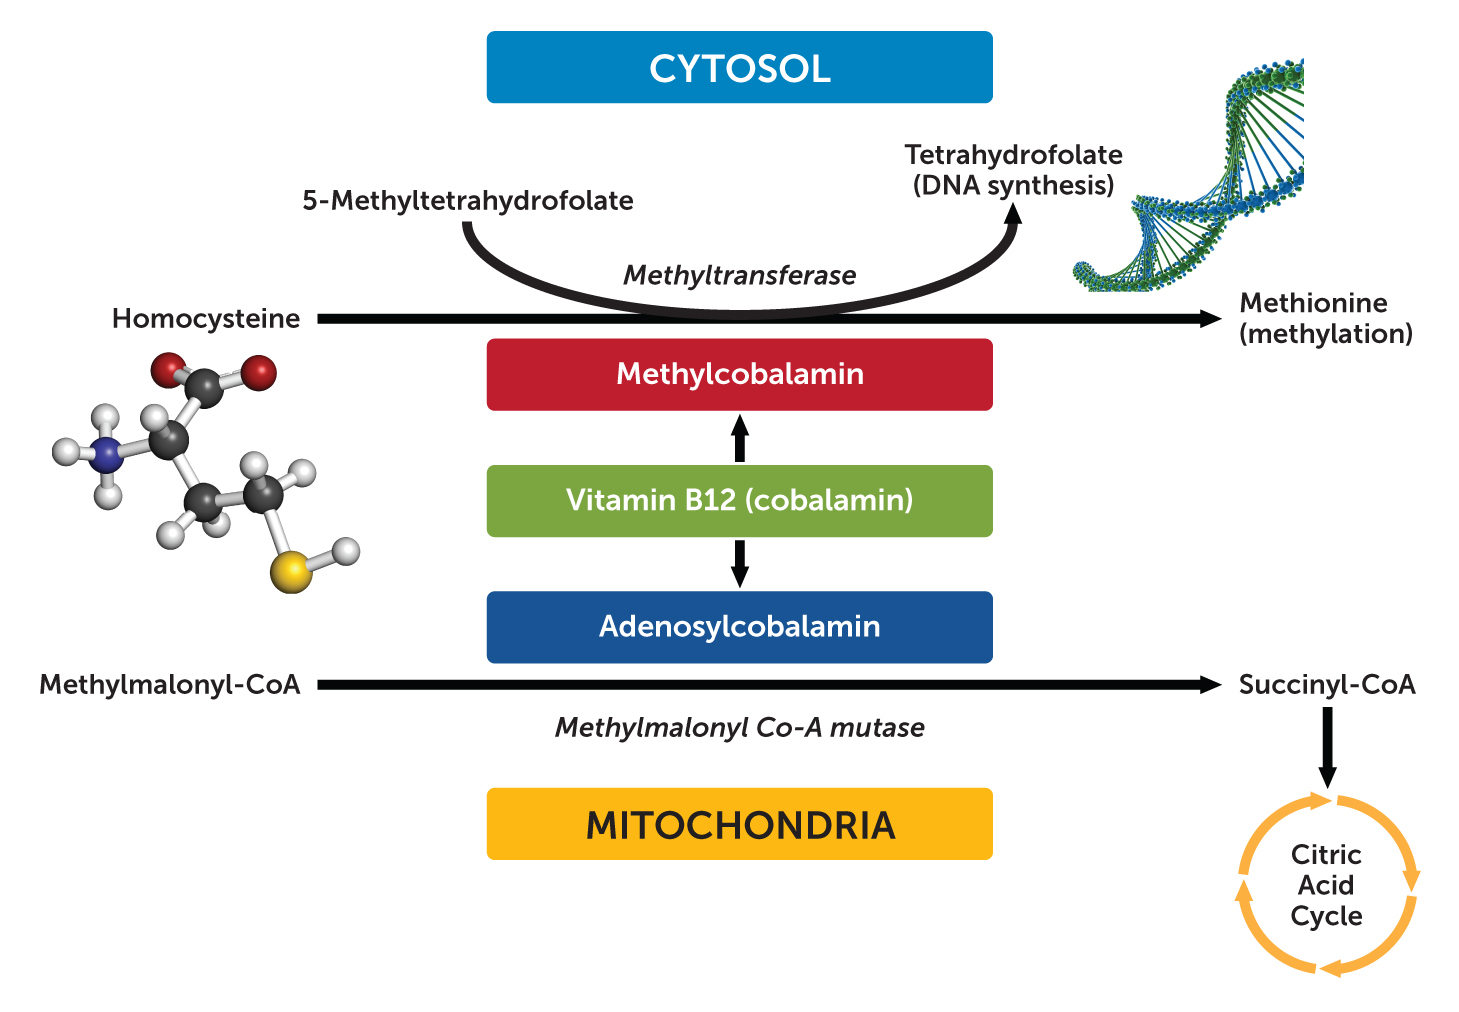 CYTOSOL
Tetrahydrofolate
(DNA synthesis)
5-Methyltetrahydrofolate
Methyltransferase
Homocysteine
Methionine
(methylation)
Methylcobalamin
Vitamin B12 (cobalamin)
Adenosylcobalamin
Methylmalonyl-CoA
Succinyl-CoA
Methylmalonyl Co-A mutase
MITOCHONDRIA
Citric
Acid
Cycle